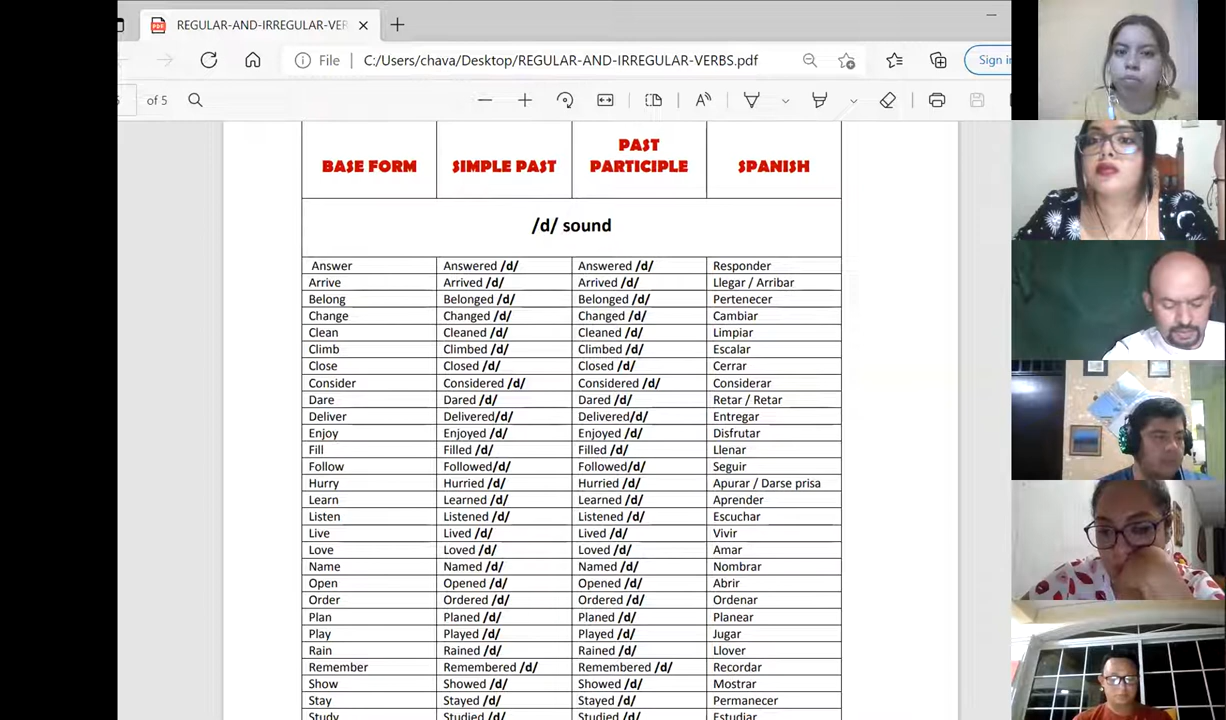 REGULAR-AND-IRREGULAR-VER
File C:/Users/chava/Desktop/REGULAR-AND-IRREGULAR-VERBS.pdf Sign in
of 5
BASE FORM SIMPLE PAST PAST PARTICIPLE SPANISH
/d/ sound
Answer Answered /d/ Answered /d/ Responder
Arrive Arrived /d/ Arrived /d/ Llegar / Arribar
Belong Belonged /d/ Belonged /d/ Pertenecer
Change Changed /d/ Changed /d/ Cambiar
Clean Cleaned /d/ Cleaned /d/ Limpiar
Climb Climbed /d/ Climbed /d/ Escalar
Close Closed /d/ Closed /d/ Cerrar
Consider Considered /d/ Considered /d/ Considerar
Dare Dared /d/ Dared /d/ Retar / Retar
Deliver Delivered/d/ Delivered/d/ Entregar
Enjoy Enjoyed /d/ Enjoyed /d/ Disfrutar
Fill Filled /d/ Filled /d/ Llenar
Follow Followed/d/ Followed/d/ Seguir
Hurry Hurried /d/ Hurried /d/ Apurar / Darse prisa
Learn Learned /d/ Learned /d/ Aprender
Listen Listened /d/ Listened /d/ Escuchar
Live Lived /d/ Lived /d/ Vivir
Love Loved /d/ Loved /d/ Amar
Name Named /d/ Named /d/ Nombrar
Open Opened /d/ Opened /d/ Abrir
Order Ordered /d/ Ordered /d/ Ordenar
Plan Planed /d/ Planed /d/ Planear
Play Played /d/ Played /d/ Jugar
Rain Rained /d/ Rained /d/ Llover
Remember Remembered /d/ Remembered /d/ Recordar
Show Showed /d/ Showed /d/ Mostrar
Stay Stayed /d/ Stayed /d/ Permanecer
Study Studied /d/ Studied /d/ Estudiar